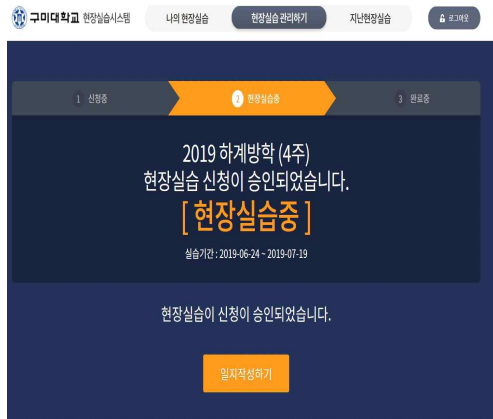 구미대학교 현장실습시스템 나의 현장실습 현장실습 관리하기 지난현장실습 로그아웃
1 신청중 2 현장실습중 3 완료중
2019 하계방학 (4주)
현장실습 신청이 승인되었습니다.
[ 현장실습중 ]
실습기간 : 2019-06-24 ~ 2019-07-19
현장실습이 신청이 승인되었습니다.
일지작성하기